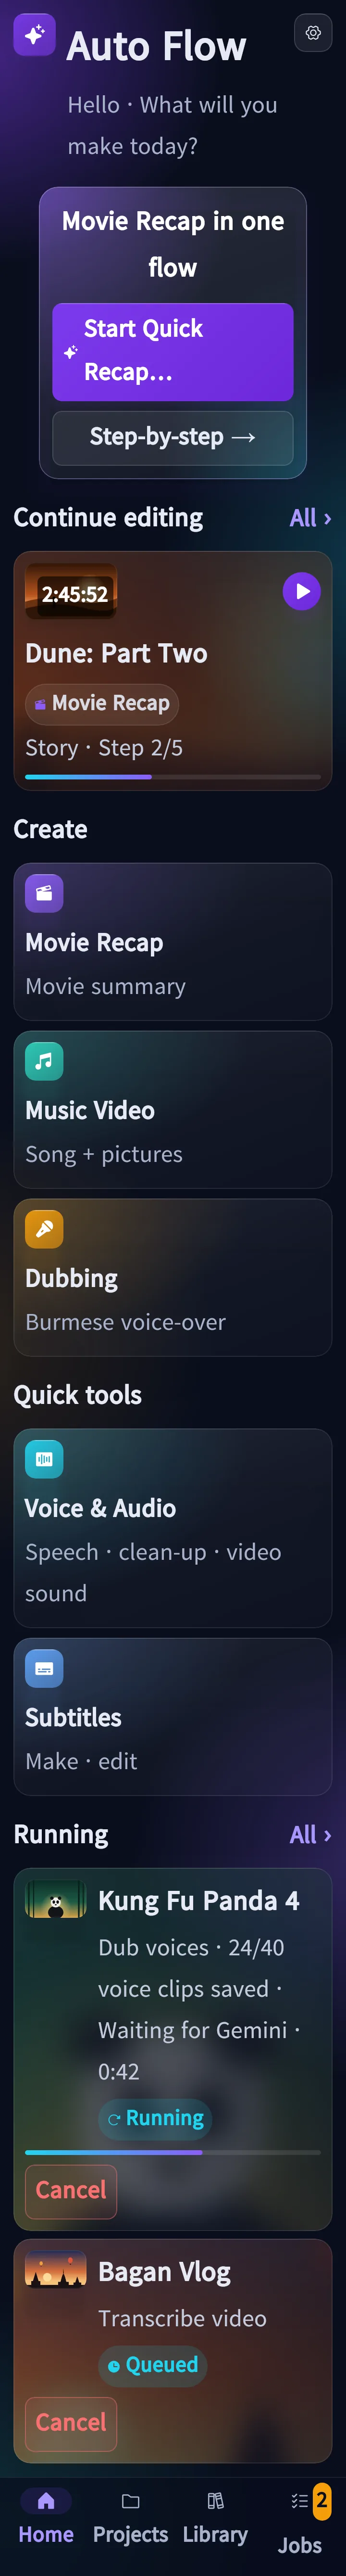 Auto Flow
Hello · What will you
make today?
Movie Recap in one
flow
Start Quick
Recap...
Step-by-step →
Continue editing
All ›
2:45:52
Dune: Part Two
Movie Recap
Story · Step 2/5
Create
Movie Recap
Movie summary
Music Video
Song + pictures
Dubbing
Burmese voice-over
Quick tools
Voice & Audio
Speech · clean-up · video
sound
Subtitles
Make · edit
Running
All ›
Kung Fu Panda 4
Dub voices · 24/40
voice clips saved ·
Waiting for Gemini ·
0:42
Running
Cancel
Bagan Vlog
Transcribe video
Queued
Cancel
Home
Projects
Library
2
Jobs